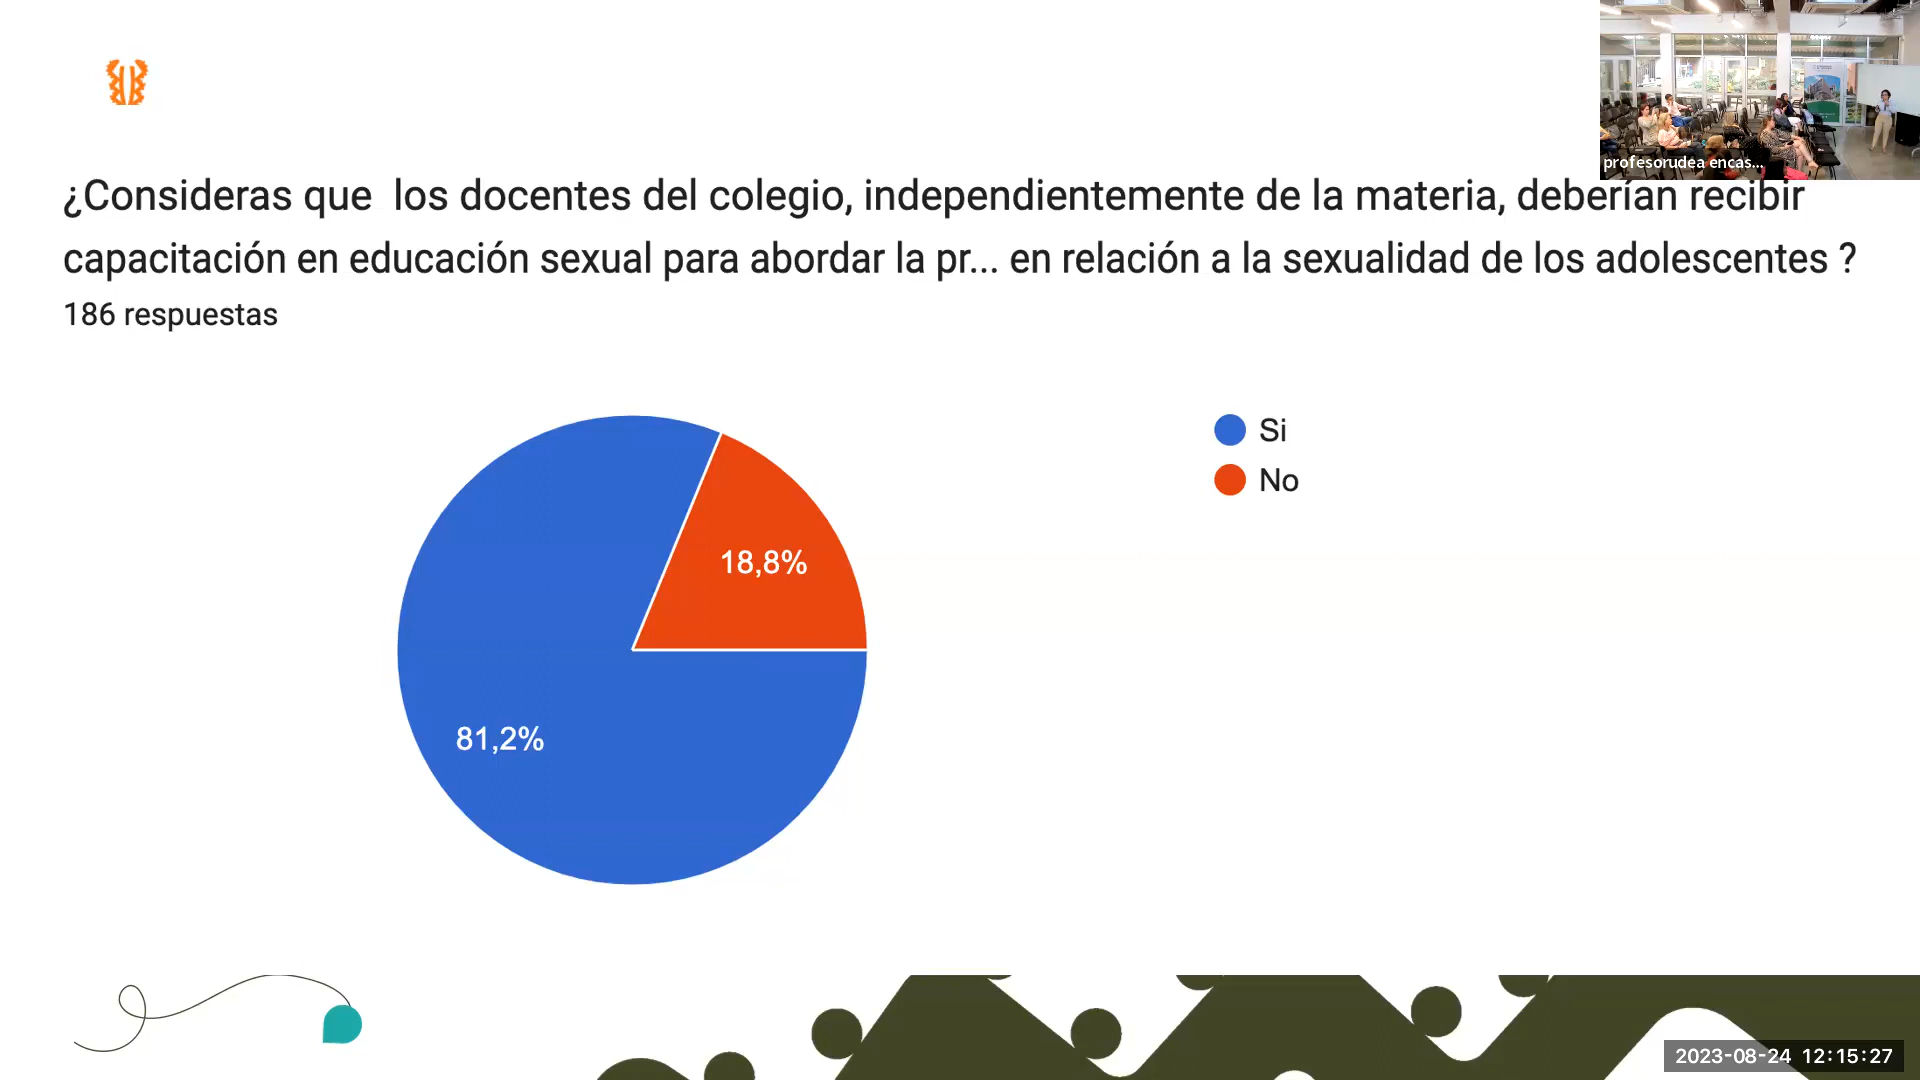 profesorudea encas...
¿Consideras que los docentes del colegio, independientemente de la materia, deberían recibir
capacitación en educación sexual para abordar la pr... en relación a la sexualidad de los adolescentes ?
186 respuestas
Si
No
18,8%
81,2%
2023-08-24 12:15:27